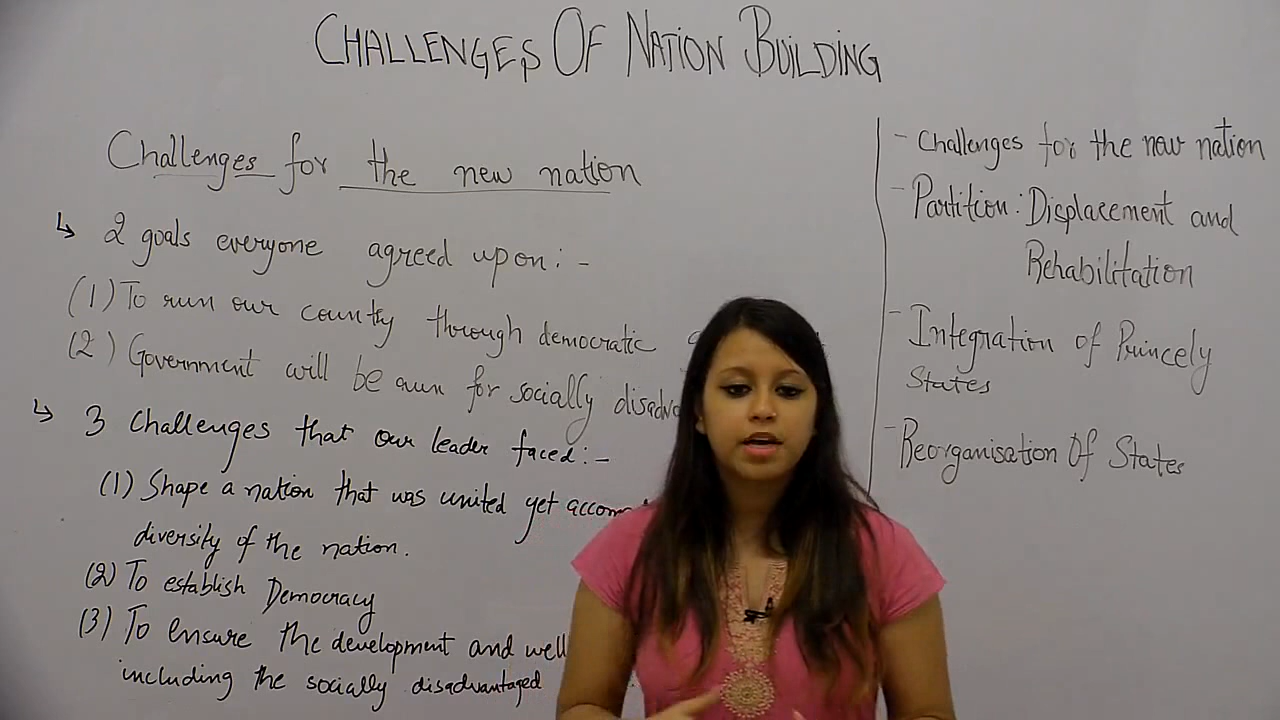 CHALLENGES OF NATION BUILDING
Challenges for the new nation
↳ 2 goals everyone agreed upon:-
(1) To run our country through democratic
(2) Government will be run for socially
↳ 3 Challenges that our leader faced:-
(1) Shape a nation that was united yet
diversity of the nation.
(2) To establish Democracy
(3) To ensure the development and well
including the socially disadvantaged
- Challenges for the new nation
- Partition: Displacement and
Rehabilitation
- Integration of Princely
States
- Reorganisation Of States